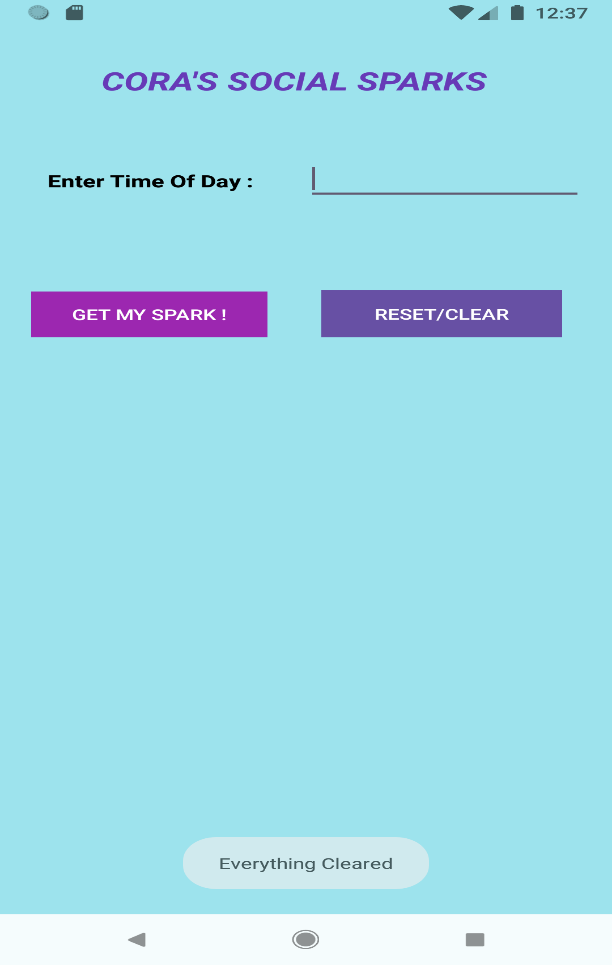 12:37
CORA'S SOCIAL SPARKS
Enter Time Of Day :
GET MY SPARK !
RESET/CLEAR
Everything Cleared